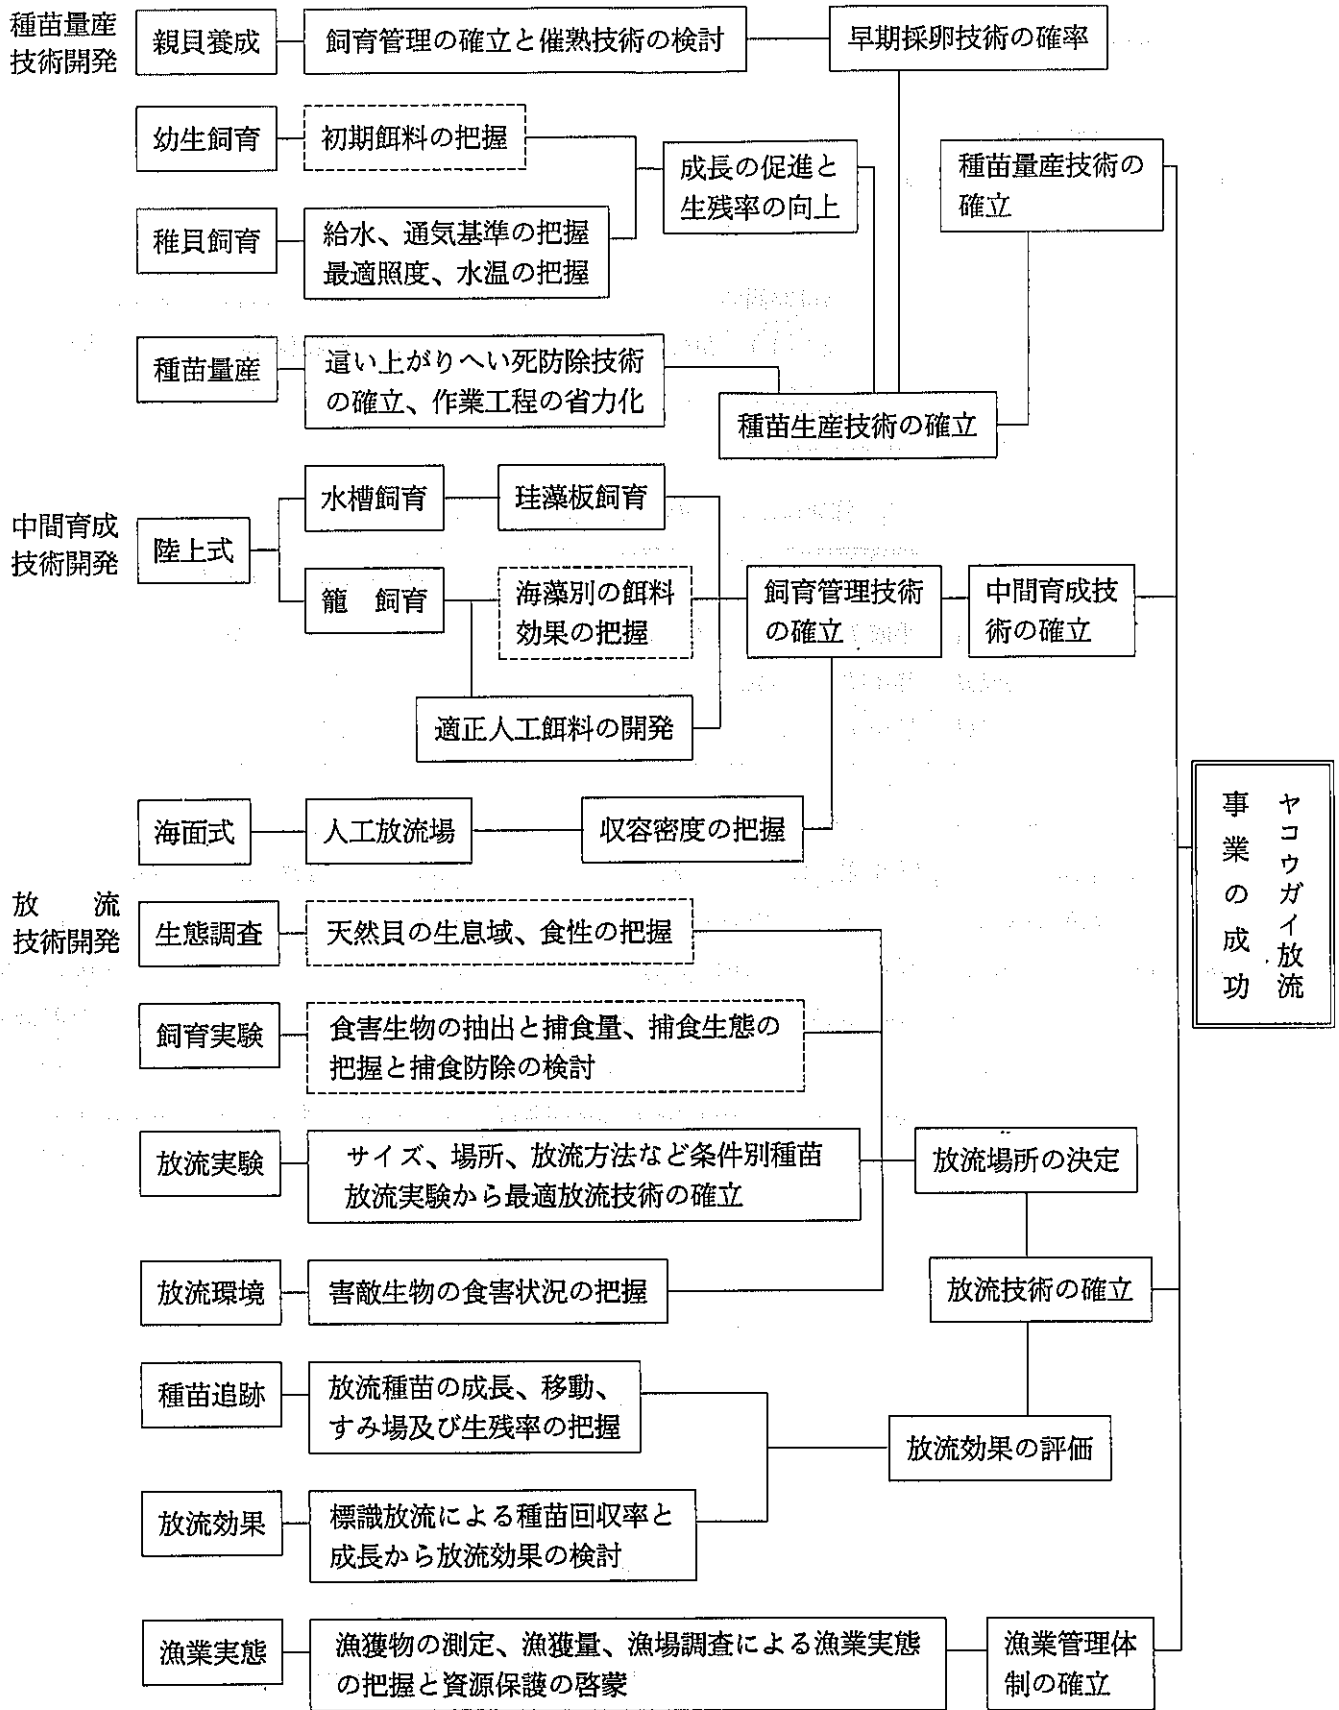 種苗量産
技術開発
親貝養成
飼育管理の確立と催熟技術の検討
早期採卵技術の確率
幼生飼育
初期餌料の把握
成長の促進と
生残率の向上
種苗量産技術の
確立
稚貝飼育
給水、通気基準の把握
最適照度、水温の把握
種苗量産
這い上がりへい死防除技術
の確立、作業工程の省力化
種苗生産技術の確立
中間育成
技術開発
陸上式
水槽飼育
珪藻板飼育
籠 飼育
海藻別の餌料
効果の把握
飼育管理技術
の確立
中間育成技
術の確立
適正人工餌料の開発
海面式
人工放流場
収容密度の把握
ヤコウガイ放流
事業の成功
放 流
技術開発
生態調査
天然貝の生息域、食性の把握
飼育実験
食害生物の抽出と捕食量、捕食生態の
把握と捕食防除の検討
放流実験
サイズ、場所、放流方法など条件別種苗
放流実験から最適放流技術の確立
放流場所の決定
放流環境
害敵生物の食害状況の把握
放流技術の確立
種苗追跡
放流種苗の成長、移動、
すみ場及び生残率の把握
放流効果の評価
放流効果
標識放流による種苗回収率と
成長から放流効果の検討
漁業実態
漁獲物の測定、漁獲量、漁場調査による漁業実態
の把握と資源保護の啓蒙
漁業管理体
制の確立